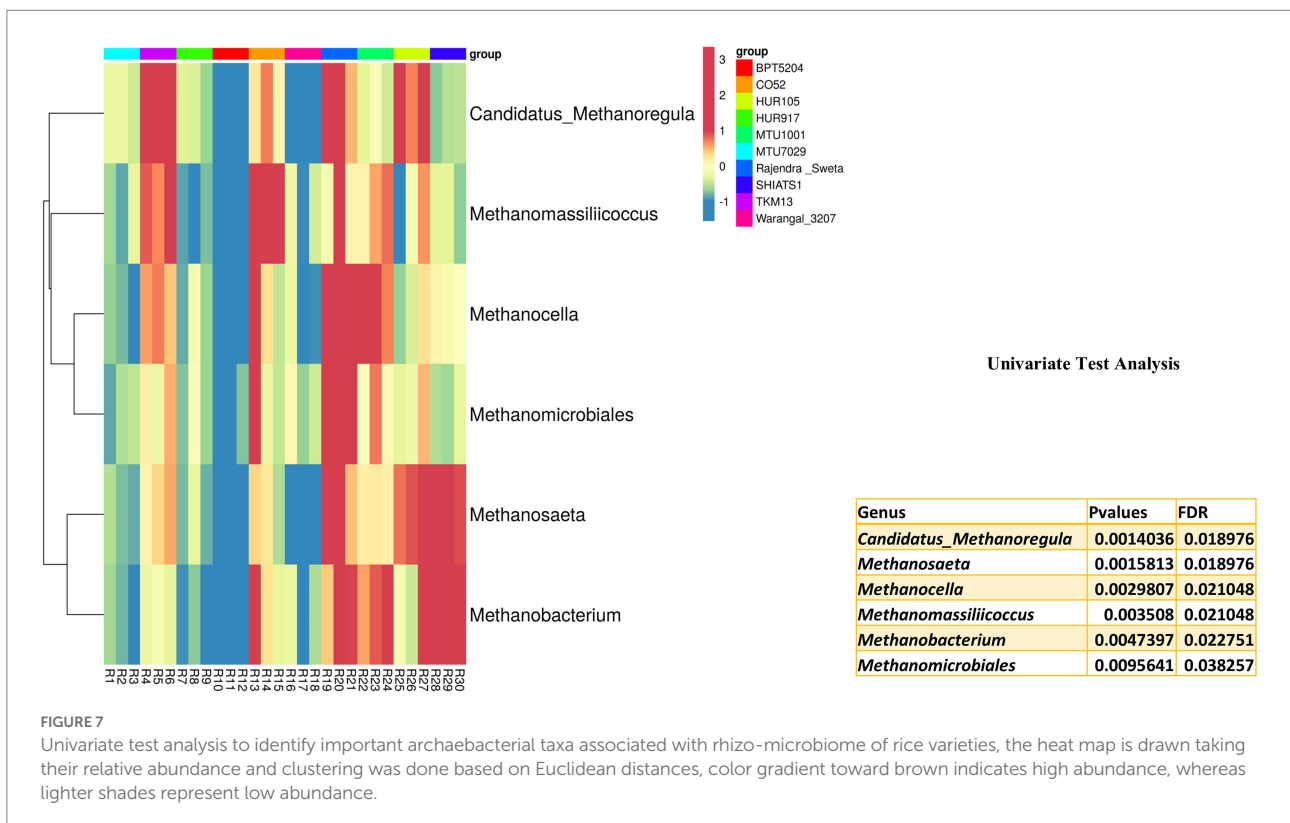 group
Candidatus_Methanoregula
Methanomassiliicoccus
Methanocella
Methanomicrobiales
Methanosaeta
Methanobacterium
R1
R2
R3
R4
R5
R6
R7
R8
R9
R10
R11
R12
R13
R14
R15
R16
R17
R18
R19
R20
R21
R22
R23
R24
R25
R26
R27
R28
R29
R30
3
2
1
0
-1
group
BPT5204
CO52
HUR105
HUR917
MTU1001
MTU7029
Rajendra _Sweta
SHIATS1
TKM13
Warangal_3207
Univariate Test Analysis
Genus Pvalues FDR
Candidatus_Methanoregula 0.0014036 0.018976
Methanosaeta 0.0015813 0.018976
Methanocella 0.0029807 0.021048
Methanomassiliicoccus 0.003508 0.021048
Methanobacterium 0.0047397 0.022751
Methanomicrobiales 0.0095641 0.038257
FIGURE 7
Univariate test analysis to identify important archaebacterial taxa associated with rhizo-microbiome of rice varieties, the heat map is drawn taking
their relative abundance and clustering was done based on Euclidean distances, color gradient toward brown indicates high abundance, whereas
lighter shades represent low abundance.